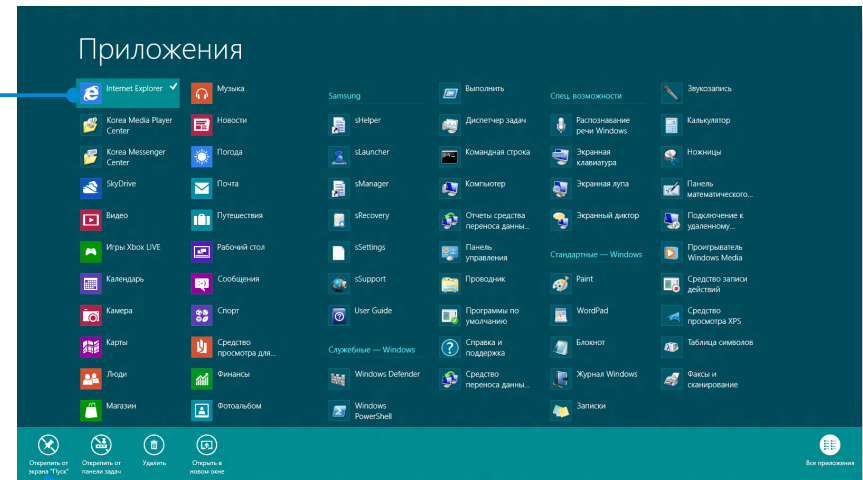 Приложения
Internet Explorer
Korea Media Player
Center
Korea Messenger
Center
SkyDrive
Видео
Игры Xbox LIVE
Календарь
Камера
Карты
Люди
Магазин
Музыка
Новости
Погода
Почта
Путешествия
Рабочий стол
Сообщения
Спорт
Средство
просмотра для...
Финансы
Фотоальбом
Samsung
sHelper
sLauncher
sManager
sRecovery
sSettings
sSupport
User Guide
Служебные — Windows
Windows Defender
Windows
PowerShell
Выполнить
Диспетчер задач
Командная строка
Компьютер
Отчеты средства
переноса данны...
Панель
управления
Проводник
Программы по
умолчанию
Справка и
поддержка
Средство
переноса данны...
Спец. возможности
Распознавание
речи Windows
Экранная
клавиатура
Экранная лупа
Экранный диктор
Стандартные — Windows
Paint
WordPad
Блокнот
Журнал Windows
Записки
Звукозапись
Калькулятор
Ножницы
Панель
математического...
Подключение к
удаленному...
Проигрыватель
Windows Media
Средство записи
действий
Средство
просмотра XPS
Таблица символов
Факсы и
сканирование
Открепить от
экрана "Пуск"
Открепить от
панели задач
Удалить
Открыть в
новом окне
Все приложения